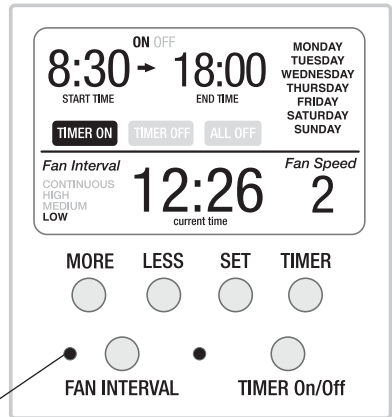 ON OFF
8:30 → 18:00
START TIME END TIME
MONDAY
TUESDAY
WEDNESDAY
THURSDAY
FRIDAY
SATURDAY
SUNDAY
TIMER ON TIMER OFF ALL OFF
Fan Interval
CONTINUOUS
HIGH
MEDIUM
LOW
12:26
current time
Fan Speed
2
MORE LESS SET TIMER
FAN INTERVAL TIMER On/Off